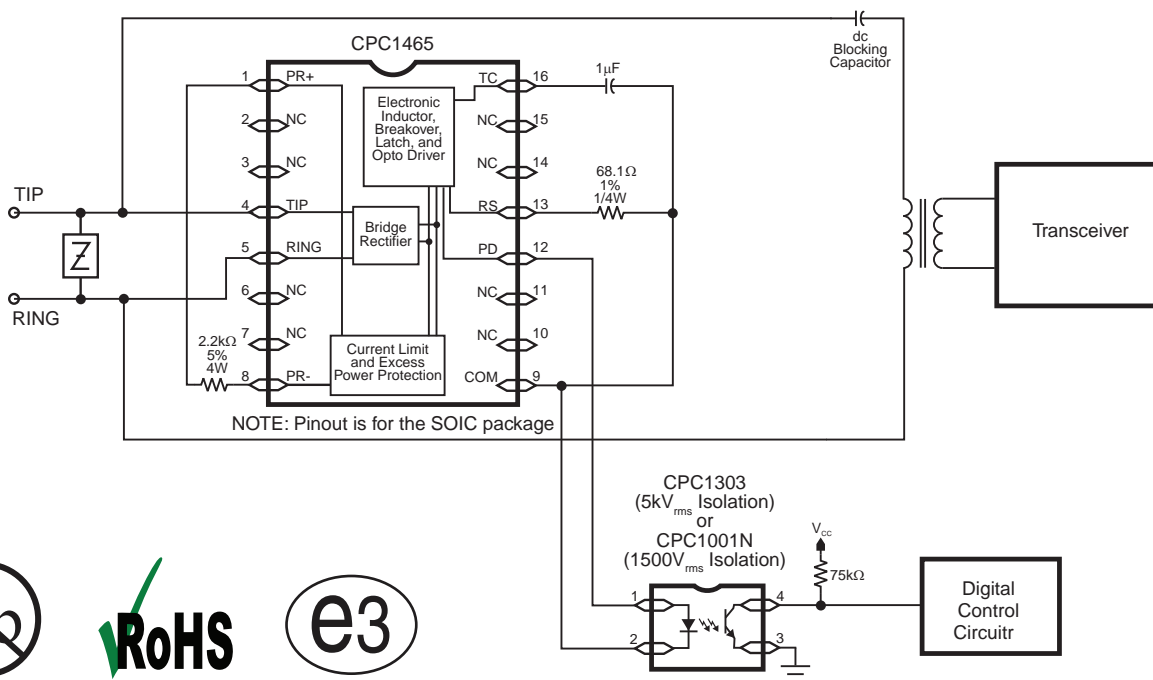 dc
Blocking
Capacitor
CPC1465
1 PR+
2 NC
3 NC
4 TIP
5 RING
6 NC
7 NC
8 PR-
TC 16
NC 15
NC 14
RS 13
PD 12
NC 11
NC 10
COM 9
Electronic
Inductor,
Breakover,
Latch, and
Opto Driver
Bridge
Rectifier
Current Limit
and Excess
Power Protection
1µF
68.1Ω
1%
1/4W
TIP
RING
Z
2.2kΩ
5%
4W
Transceiver
NOTE: Pinout is for the SOIC package
CPC1303
(5kVrms Isolation)
or
CPC1001N
(1500Vrms Isolation)
Vcc
75kΩ
1
2
4
3
Digital
Control
Circuitr
RoHS
e3